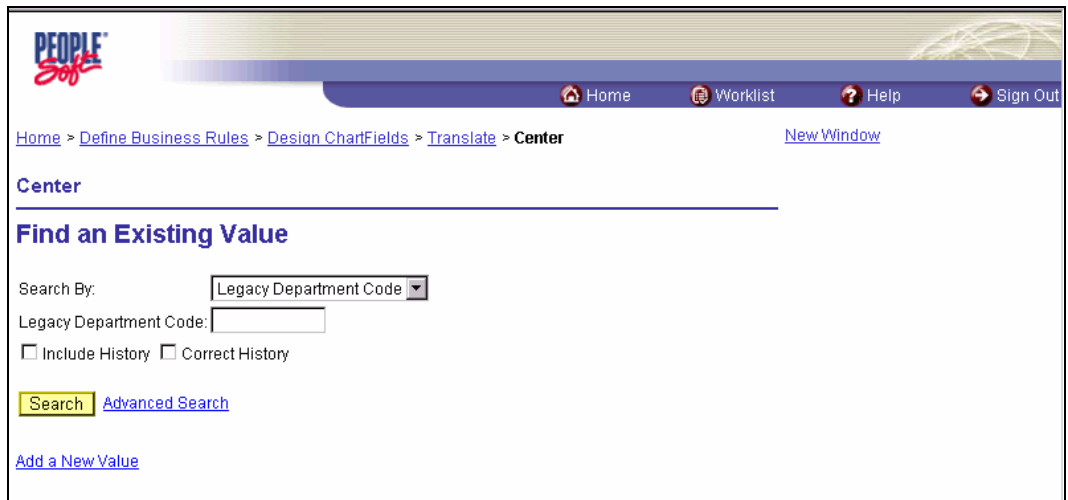 PEOPLE
Soft
Home Worklist Help Sign Out
Home > Define Business Rules > Design ChartFields > Translate > Center New Window
Center
Find an Existing Value
Search By: Legacy Department Code
Legacy Department Code:
Include History Correct History
Search Advanced Search
Add a New Value